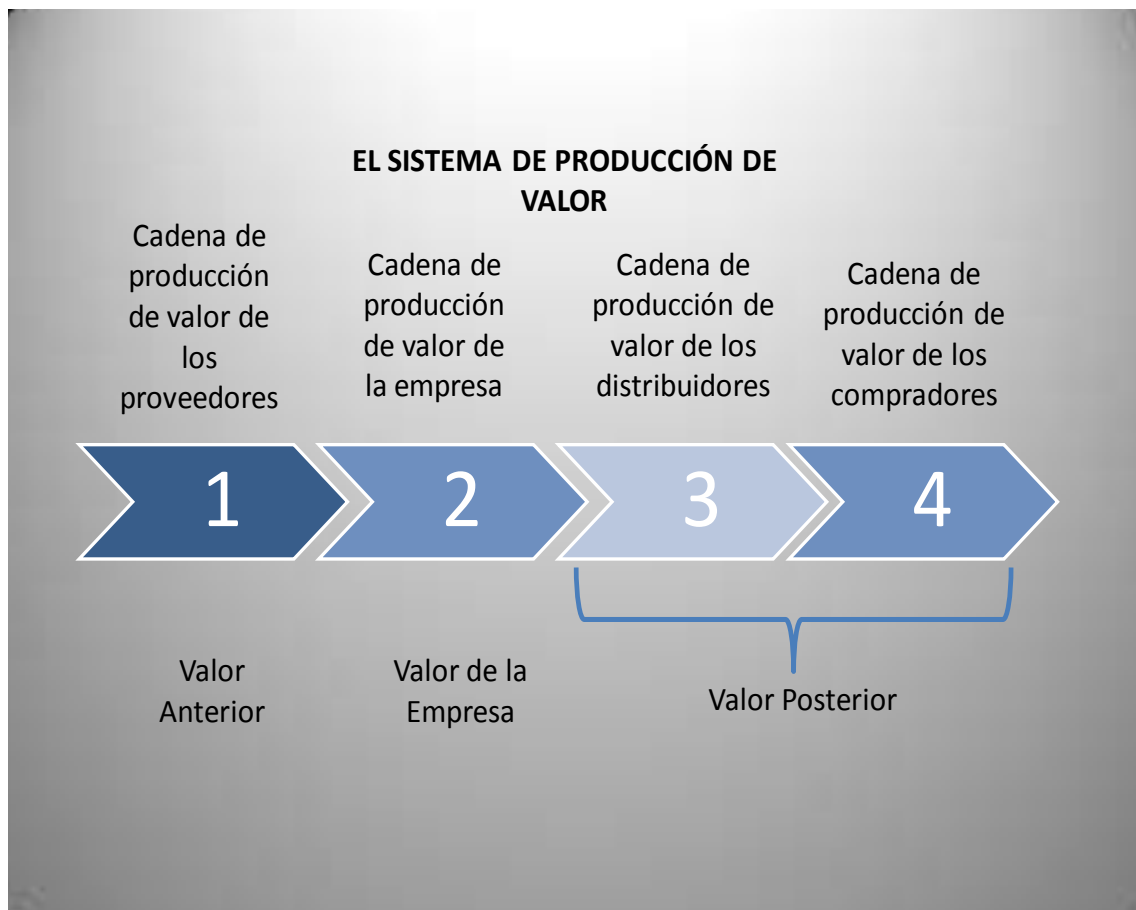 EL SISTEMA DE PRODUCCIÓN DE
VALOR
Cadena de
producción
de valor de
los
proveedores
Cadena de
producción
de valor de
la empresa
Cadena de
producción de
valor de los
distribuidores
Cadena de
producción de
valor de los
compradores
1
2
3
4
Valor
Anterior
Valor de la
Empresa
Valor Posterior